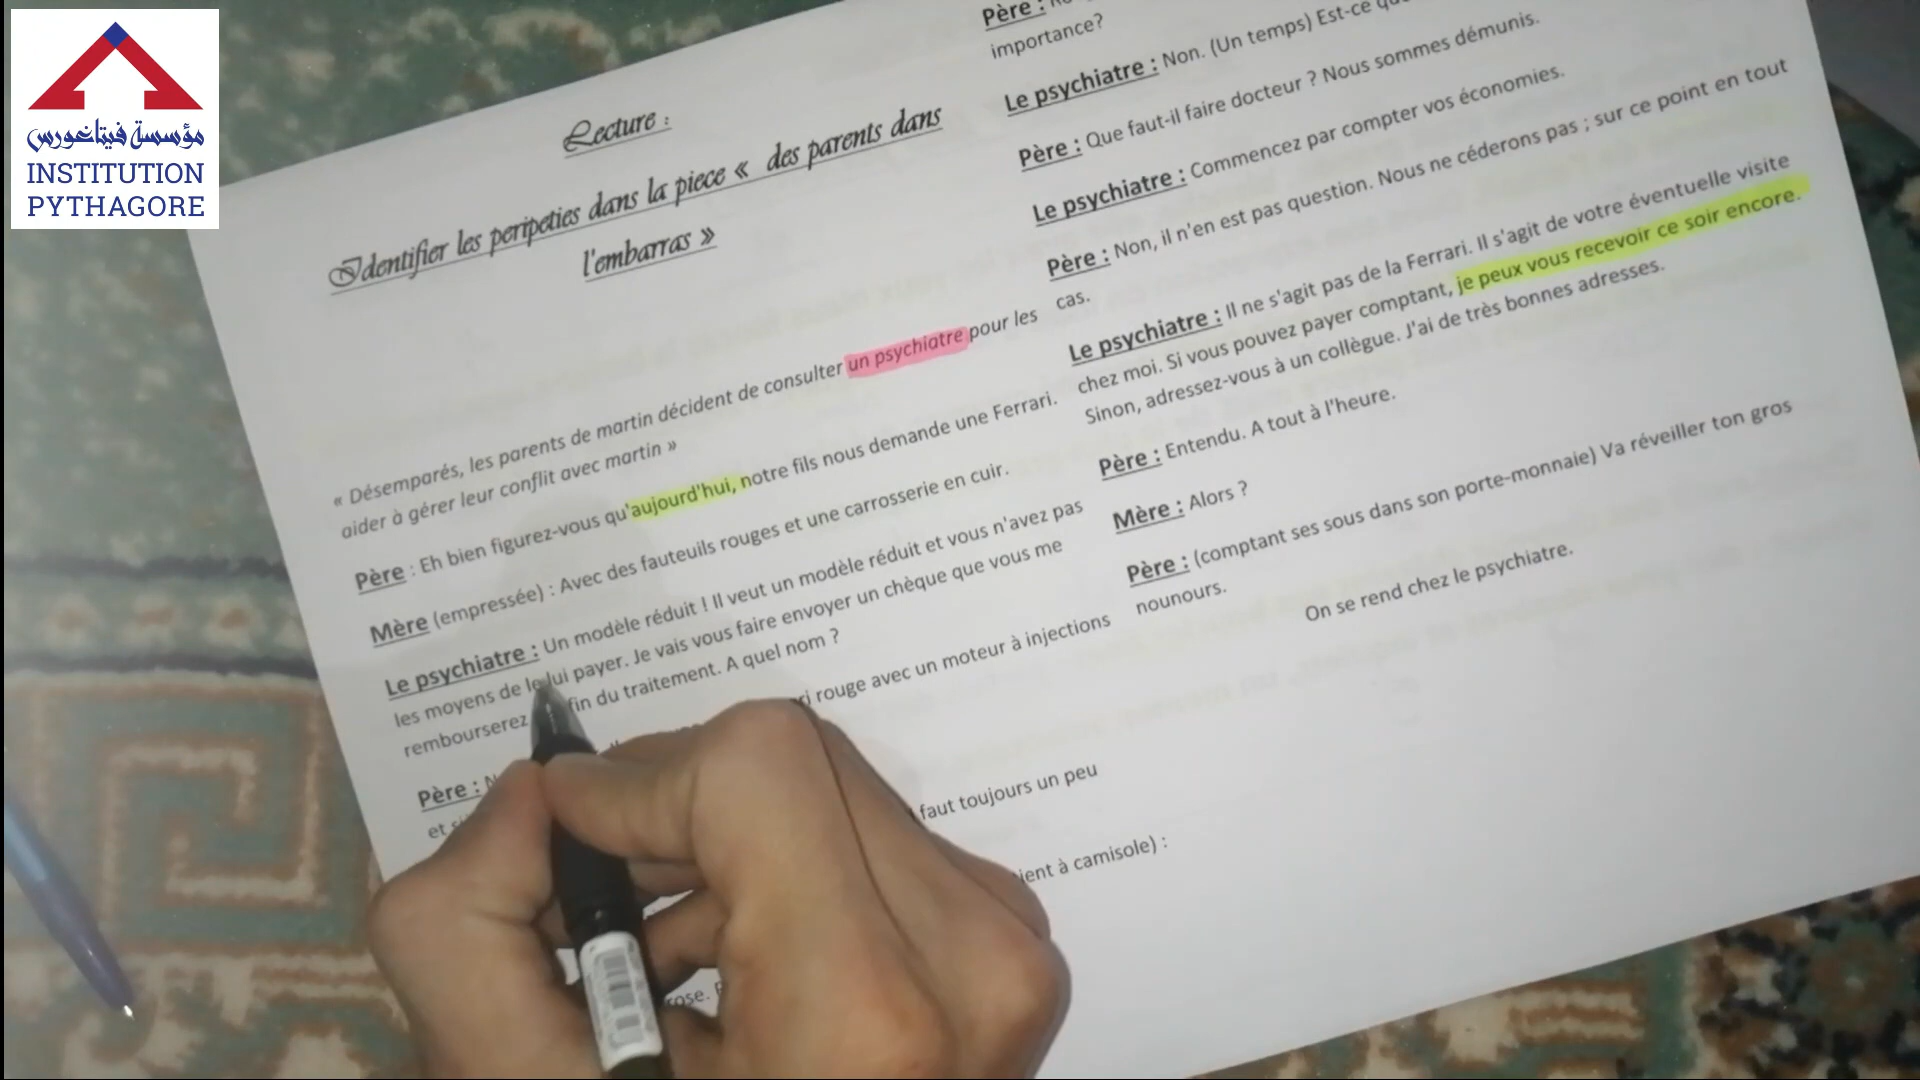 مؤسسة فيتاغورس
INSTITUTION
PYTHAGORE
Lecture :
Identifier les peripeties dans la piece « des parents dans
l'embarras »
« Désemparés, les parents de martin décident de consulter un psychiatre pour les
aider à gérer leur conflit avec martin »
Père : Eh bien figurez-vous qu'aujourd'hui, notre fils nous demande une Ferrari.
Mère (empressée) : Avec des fauteuils rouges et une carrosserie en cuir.
Le psychiatre : Un modèle réduit ! Il veut un modèle réduit et vous n'avez pas
les moyens de le lui payer. Je vais vous faire envoyer un chèque que vous me
rembourserez fin du traitement. A quel nom ?
Père : rouge avec un moteur à injections
et
faut toujours un peu
à camisole) :
Père :
importance?
Le psychiatre : Non. (Un temps) Est-ce
Père : Que faut-il faire docteur ? Nous sommes démunis.
Le psychiatre : Commencez par compter vos économies.
Père : Non, il n'en est pas question. Nous ne céderons pas ; sur ce point en tout
cas.
Le psychiatre : Il ne s'agit pas de la Ferrari. Il s'agit de votre éventuelle visite
chez moi. Si vous pouvez payer comptant, je peux vous recevoir ce soir encore.
Sinon, adressez-vous à un collègue. J'ai de très bonnes adresses.
Père : Entendu. A tout à l'heure.
Mère : Alors ?
Père : (comptant ses sous dans son porte-monnaie) Va réveiller ton gros
nounours.
On se rend chez le psychiatre.